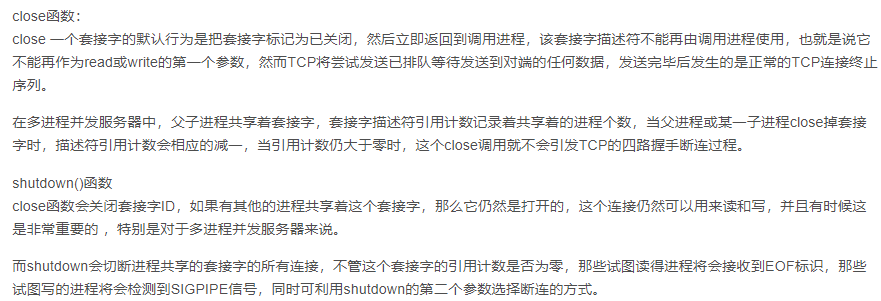 close函数：
close 一个套接字的默认行为是把套接字标记为已关闭，然后立即返回到调用进程，该套接字描述符不能再由调用进程使用，也就是说它
不能再作为read或write的第一个参数，然而TCP将尝试发送已排队等待发送到对端的任何数据，发送完毕后发生的是正常的TCP连接终止
序列。
在多进程并发服务器中，父子进程共享着套接字，套接字描述符引用计数记录着共享着的进程个数，当父进程或某一子进程close掉套接
字时，描述符引用计数会相应的减一，当引用计数仍大于零时，这个close调用就不会引发TCP的四路握手断连过程。
shutdown()函数
close函数会关闭套接字ID，如果有其他的进程共享着这个套接字，那么它仍然是打开的，这个连接仍然可以用来读和写，并且有时候这
是非常重要的 ，特别是对于多进程并发服务器来说。
而shutdown会切断进程共享的套接字的所有连接，不管这个套接字的引用计数是否为零，那些试图读得进程将会接收到EOF标识，那些
试图写的进程将会检测到SIGPIPE信号，同时可利用shutdown的第二个参数选择断连的方式。